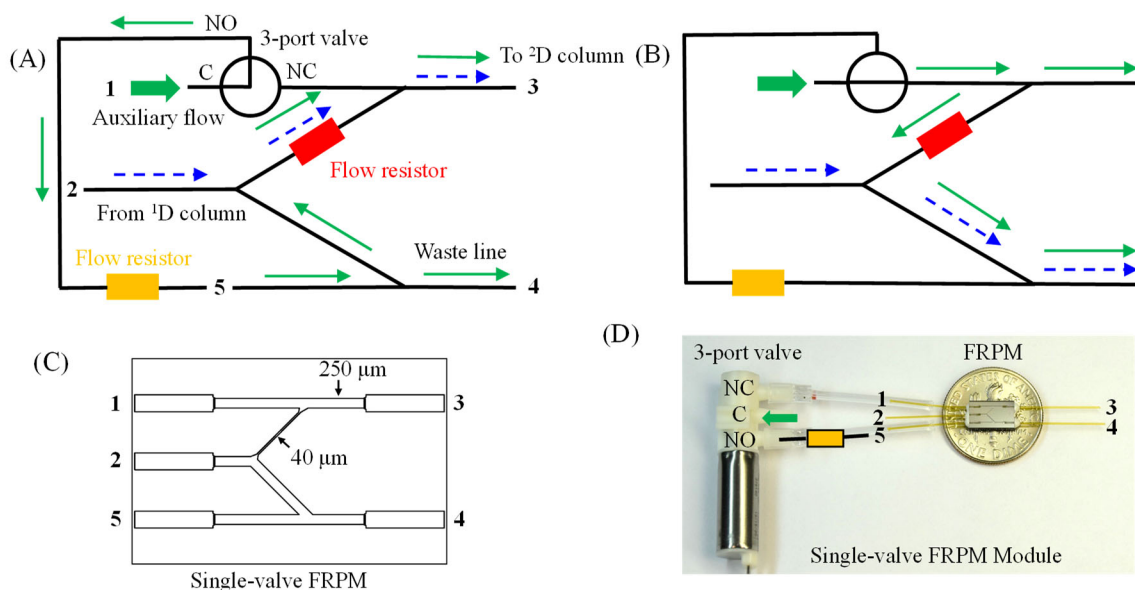 (A)
NO
3-port valve
C
NC
1
Auxiliary flow
To ²D column
3
Flow resistor
2
From ¹D column
Flow resistor
5
Waste line
4
(B)
(C)
250 µm
1
3
2
40 µm
5
4
Single-valve FRPM
(D)
3-port valve
FRPM
NC
C
NO
1
2
5
3
4
Single-valve FRPM Module